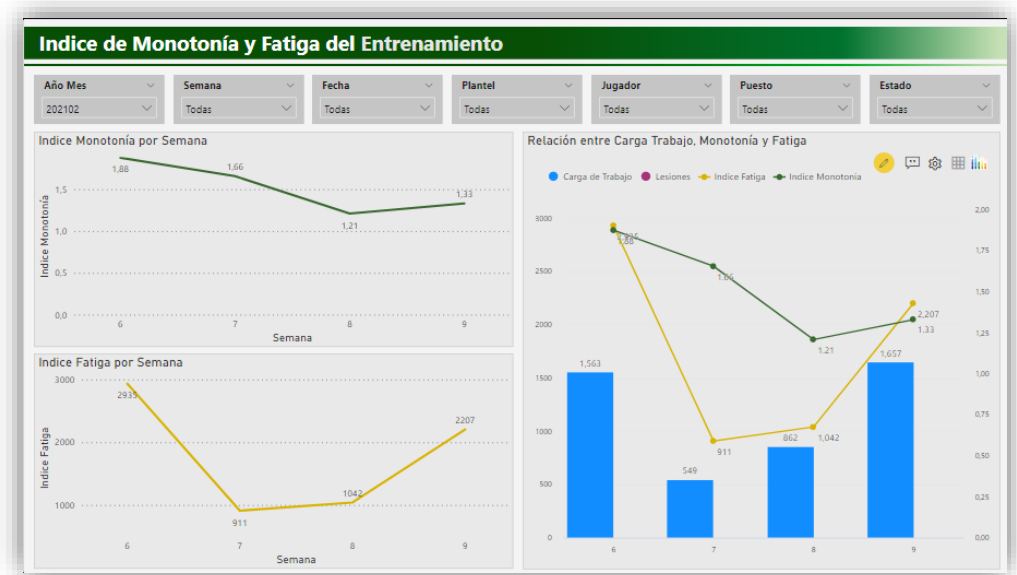 Indice de Monotonía y Fatiga del Entrenamiento
Año Mes
202102
Semana
Todas
Fecha
Todas
Plantel
Todas
Jugador
Todas
Puesto
Todas
Estado
Todas
Indice Monotonía por Semana
1,88
1,66
1,21
1,33
1,5
1,0
0,5
0,0
Indice Monotonía
6
7
8
9
Semana
Indice Fatiga por Semana
3000
2000
1000
Indice Fatiga
2935
911
1042
2207
6
7
8
9
Semana
Relación entre Carga Trabajo, Monotonía y Fatiga
Carga de Trabajo
Lesiones
Indice Fatiga
Indice Monotonía
3000
2500
2000
1500
1000
500
0
2,00
1,75
1,50
1,25
1,00
0,75
0,50
0,25
0,00
1.88
1.66
1.21
2,207
1.33
1,563
549
911
862
1,042
1,657
6
7
8
9